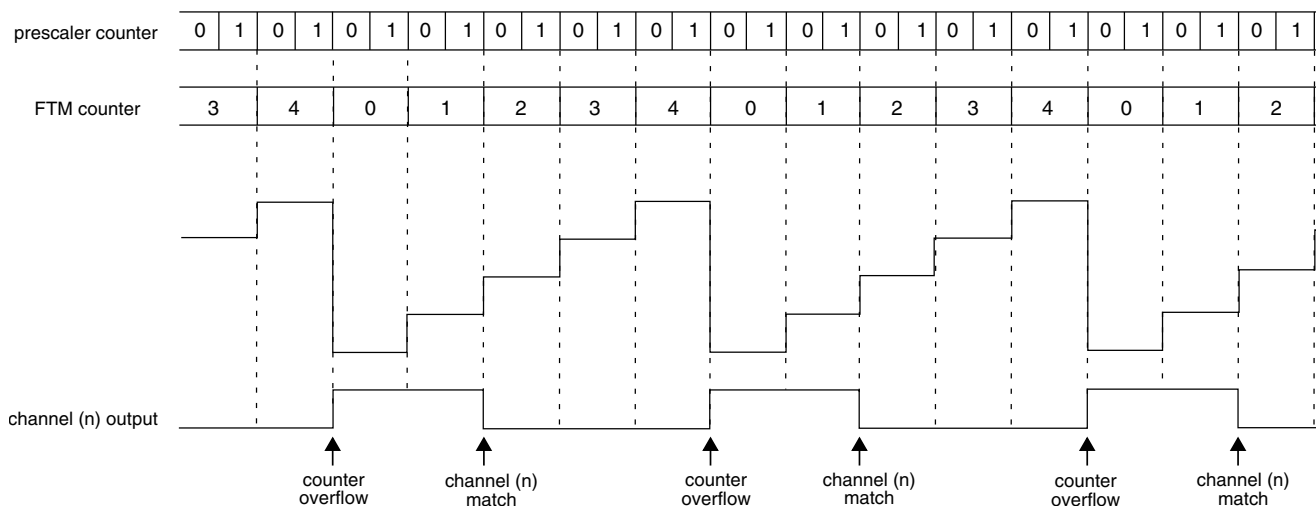 prescaler counter 0 1 0 1 0 1 0 1 0 1 0 1 0 1 0 1 0 1 0 1 0 1 0 1 0 1 0 1 0 1
FTM counter 3 4 0 1 2 3 4 0 1 2 3 4 0 1 2
channel (n) output
counter overflow
channel (n) match
counter overflow
channel (n) match
counter overflow
channel (n) match